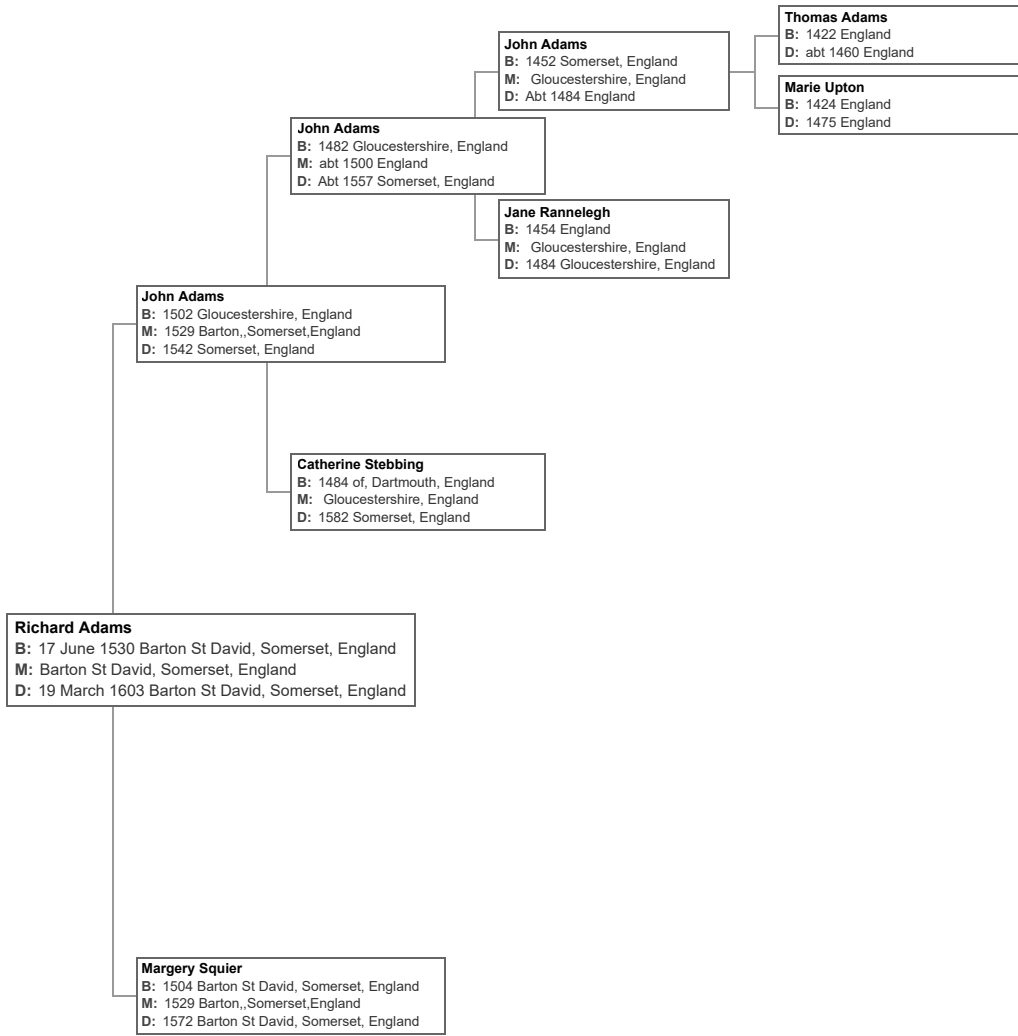 Thomas Adams
B: 1422 England
D: abt 1460 England
John Adams
B: 1452 Somerset, England
M: Gloucestershire, England
D: Abt 1484 England
Marie Upton
B: 1424 England
D: 1475 England
John Adams
B: 1482 Gloucestershire, England
M: abt 1500 England
D: Abt 1557 Somerset, England
Jane Rannelegh
B: 1454 England
M: Gloucestershire, England
D: 1484 Gloucestershire, England
John Adams
B: 1502 Gloucestershire, England
M: 1529 Barton,,Somerset,England
D: 1542 Somerset, England
Catherine Stebbing
B: 1484 of, Dartmouth, England
M: Gloucestershire, England
D: 1582 Somerset, England
Richard Adams
B: 17 June 1530 Barton St David, Somerset, England
M: Barton St David, Somerset, England
D: 19 March 1603 Barton St David, Somerset, England
Margery Squier
B: 1504 Barton St David, Somerset, England
M: 1529 Barton,,Somerset,England
D: 1572 Barton St David, Somerset, England